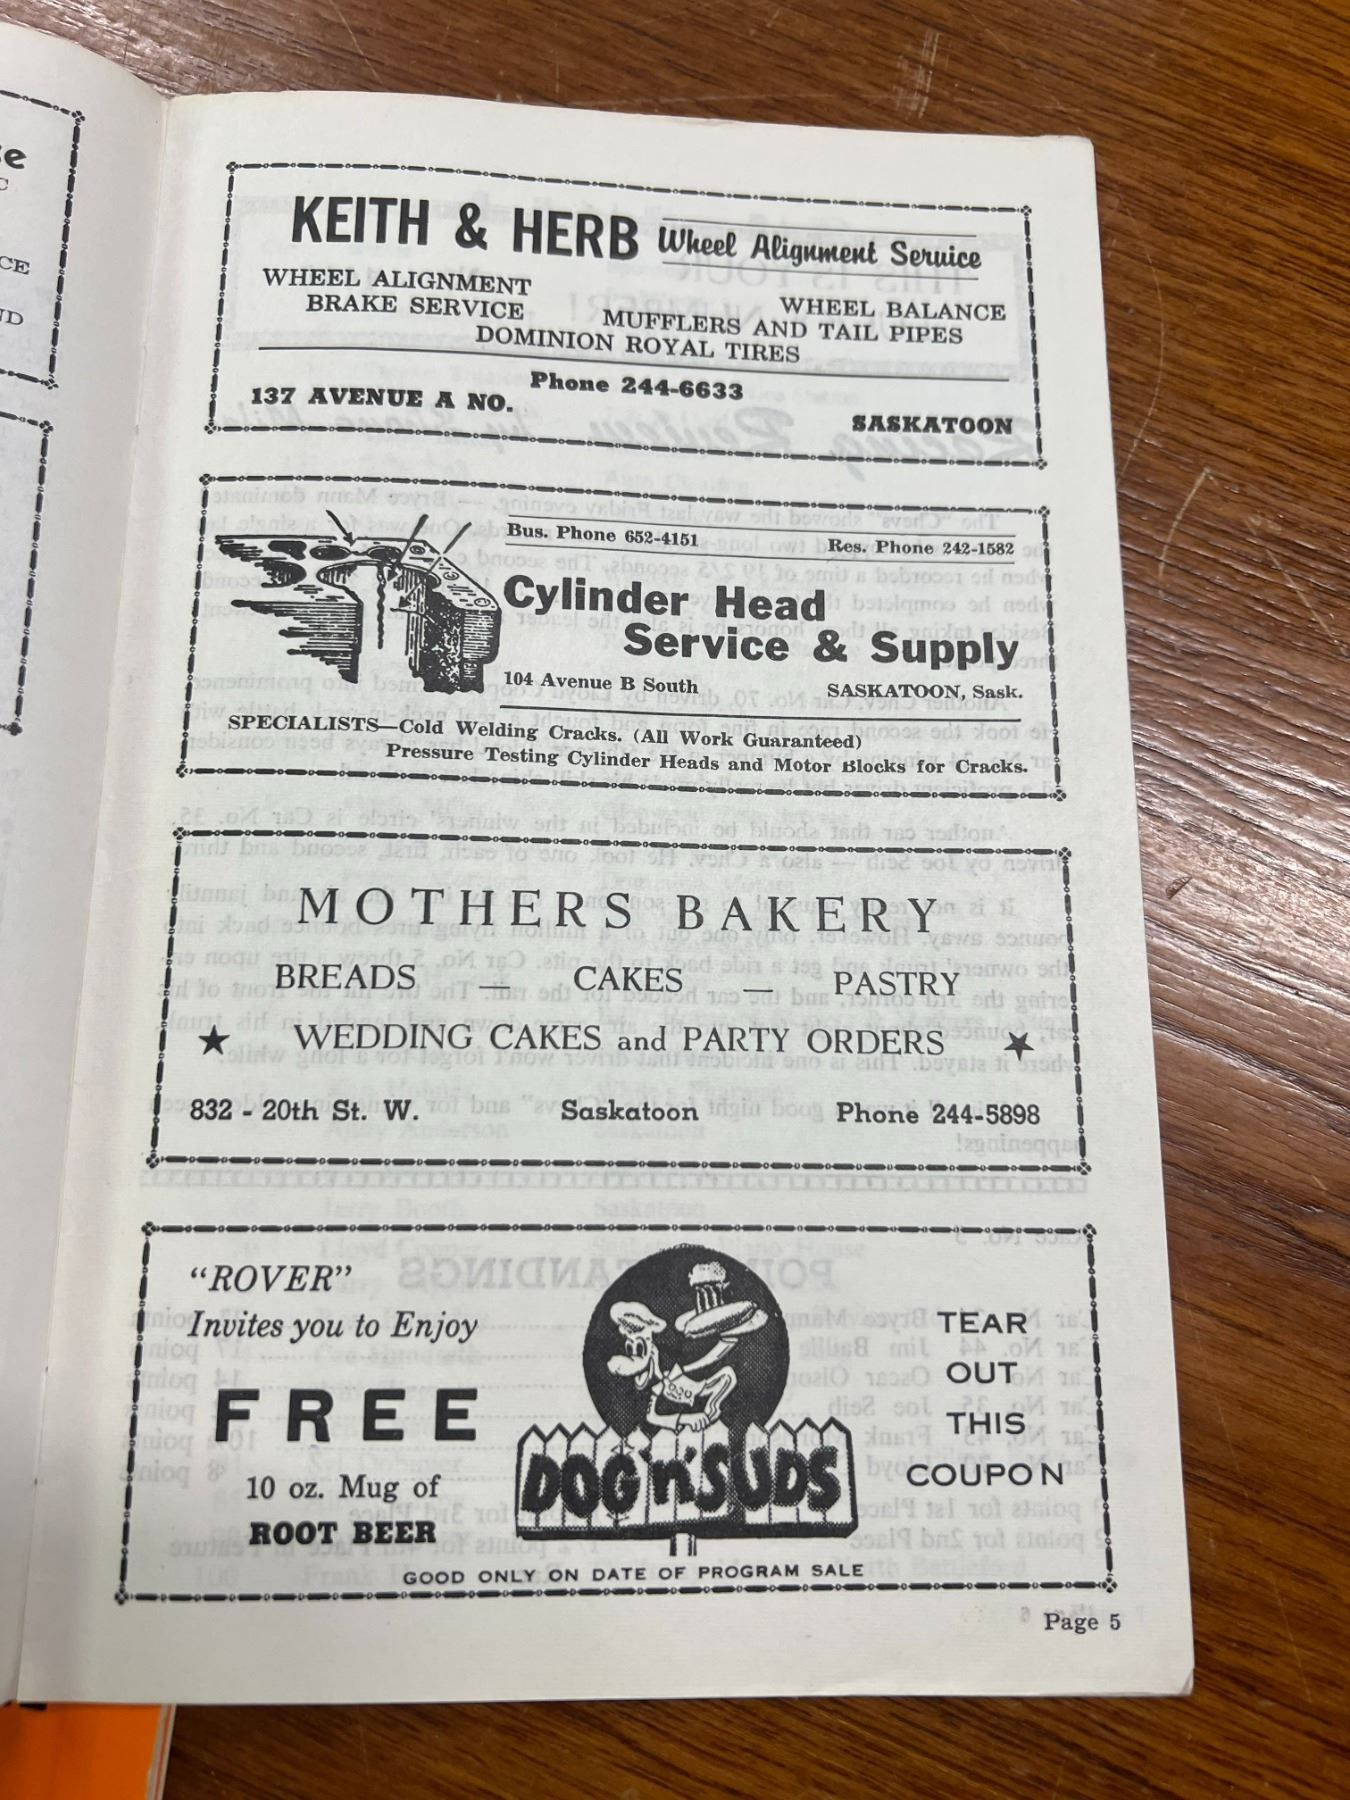 se
C
CE
ND
KEITH & HERB Wheel Alignment Service
WHEEL ALIGNMENT
BRAKE SERVICE
WHEEL BALANCE
MUFFLERS AND TAIL PIPES
DOMINION ROYAL TIRES
Phone 244-6633
137 AVENUE A NO.
SASKATOON
Bus. Phone 652-4151
Res. Phone 242-1582
Cylinder Head
Service & Supply
104 Avenue B South
SASKATOON, Sask.
SPECIALISTS—Cold Welding Cracks. (All Work Guaranteed)
Pressure Testing Cylinder Heads and Motor Blocks for Cracks.
MOTHERS BAKERY
BREADS — CAKES — PASTRY
★ WEDDING CAKES and PARTY ORDERS ★
832 - 20th St. W. Saskatoon Phone 244-5898
"ROVER"
Invites you to Enjoy
FREE
10 oz. Mug of
ROOT BEER
DOG'n'SUDS
TEAR
OUT
THIS
COUPON
GOOD ONLY ON DATE OF PROGRAM SALE
Page 5